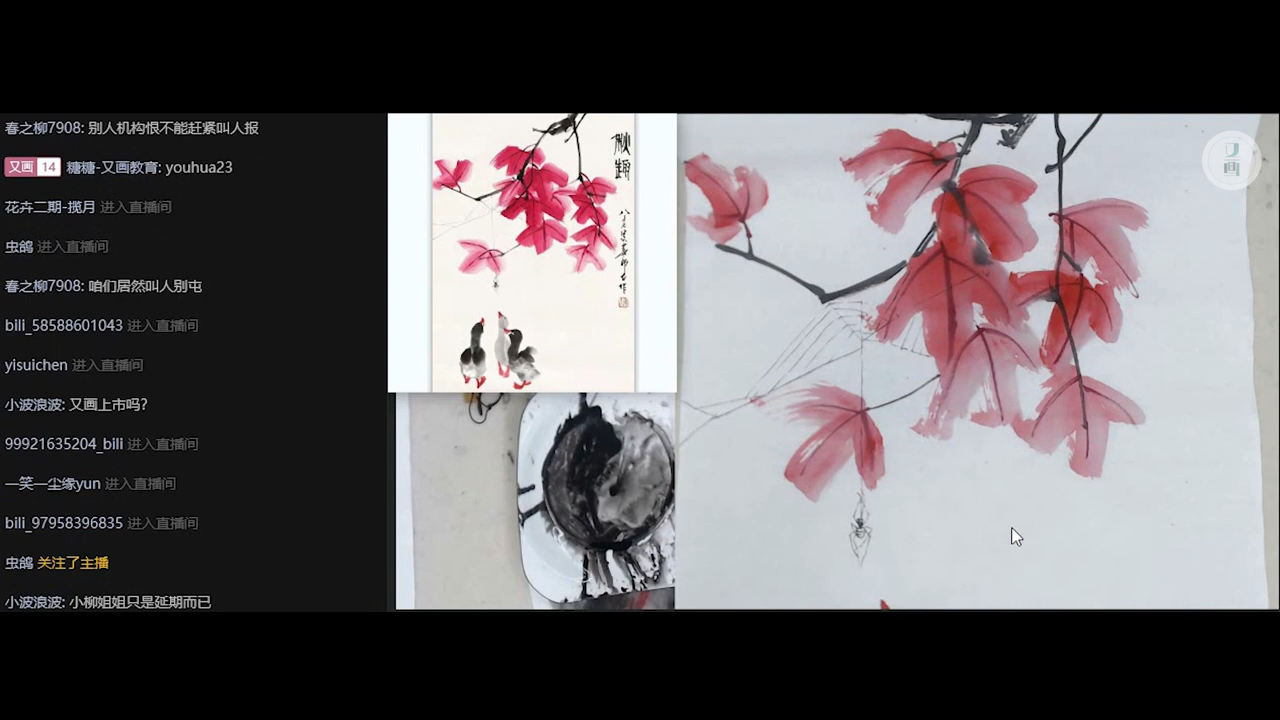 春之柳7908: 别人机构恨不能赶紧叫人报
又画 14 糖糖-又画教育: youhua23
花卉二期-揽月 进入直播间
虫鸽 进入直播间
春之柳7908: 咱们居然叫人别屯
bili_58588601043 进入直播间
yisuichen 进入直播间
小波浪波: 又画上市吗?
99921635204_bili 进入直播间
一笑一尘缘yun 进入直播间
bili_97958396835 进入直播间
虫鸽 关注了主播
小波浪波: 小柳姐姐只是延期而已
秋趣
又画